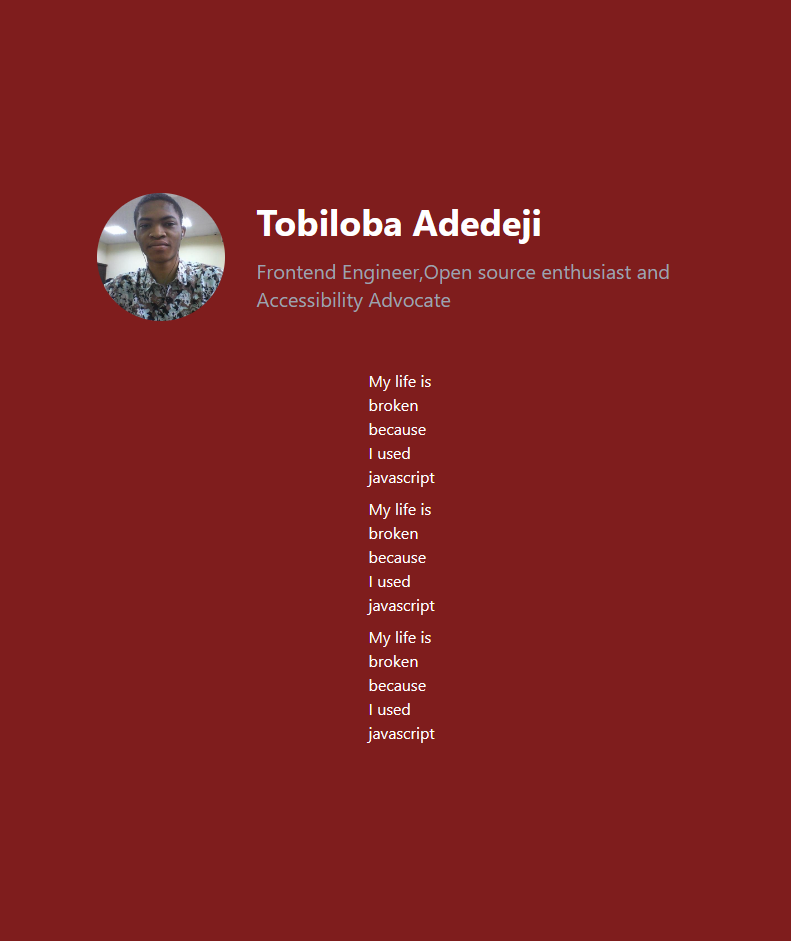 Tobiloba Adedeji
Frontend Engineer,Open source enthusiast and
Accessibility Advocate
My life is
broken
because
I used
javascript
My life is
broken
because
I used
javascript
My life is
broken
because
I used
javascript